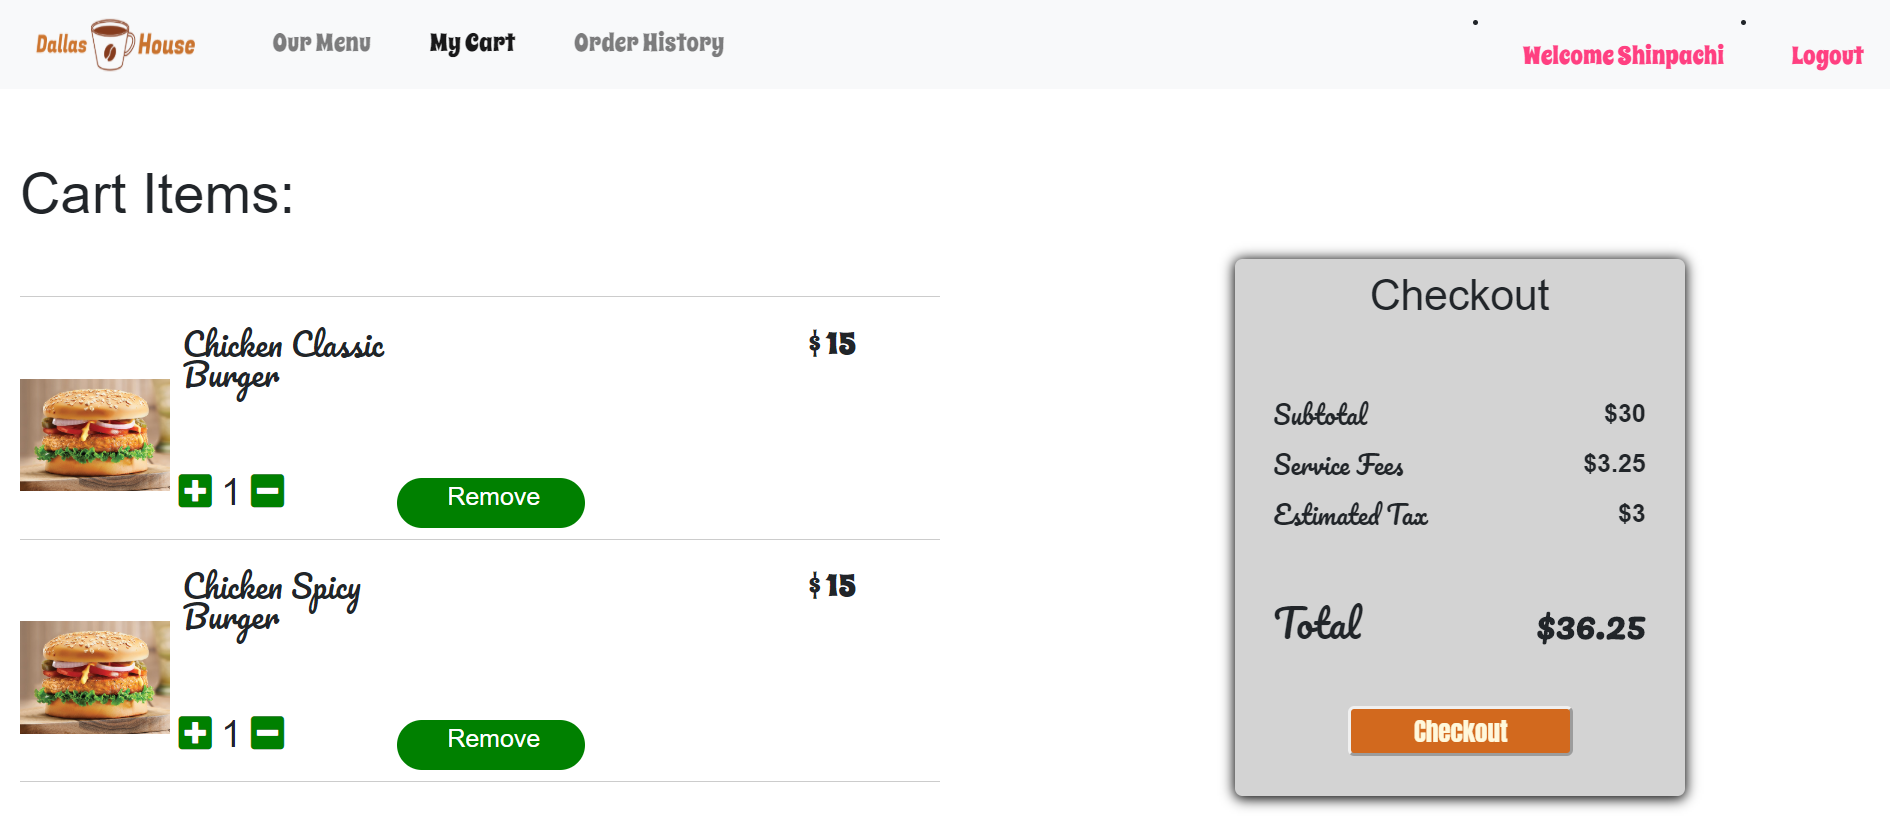 Dallas House
Our Menu
My Cart
Order History
Welcome Shinpachi
Logout
Cart Items:
Chicken Classic
Burger
$ 15
1
Remove
Chicken Spicy
Burger
$ 15
1
Remove
Checkout
Subtotal $30
Service Fees $3.25
Estimated Tax $3
Total $36.25
Checkout